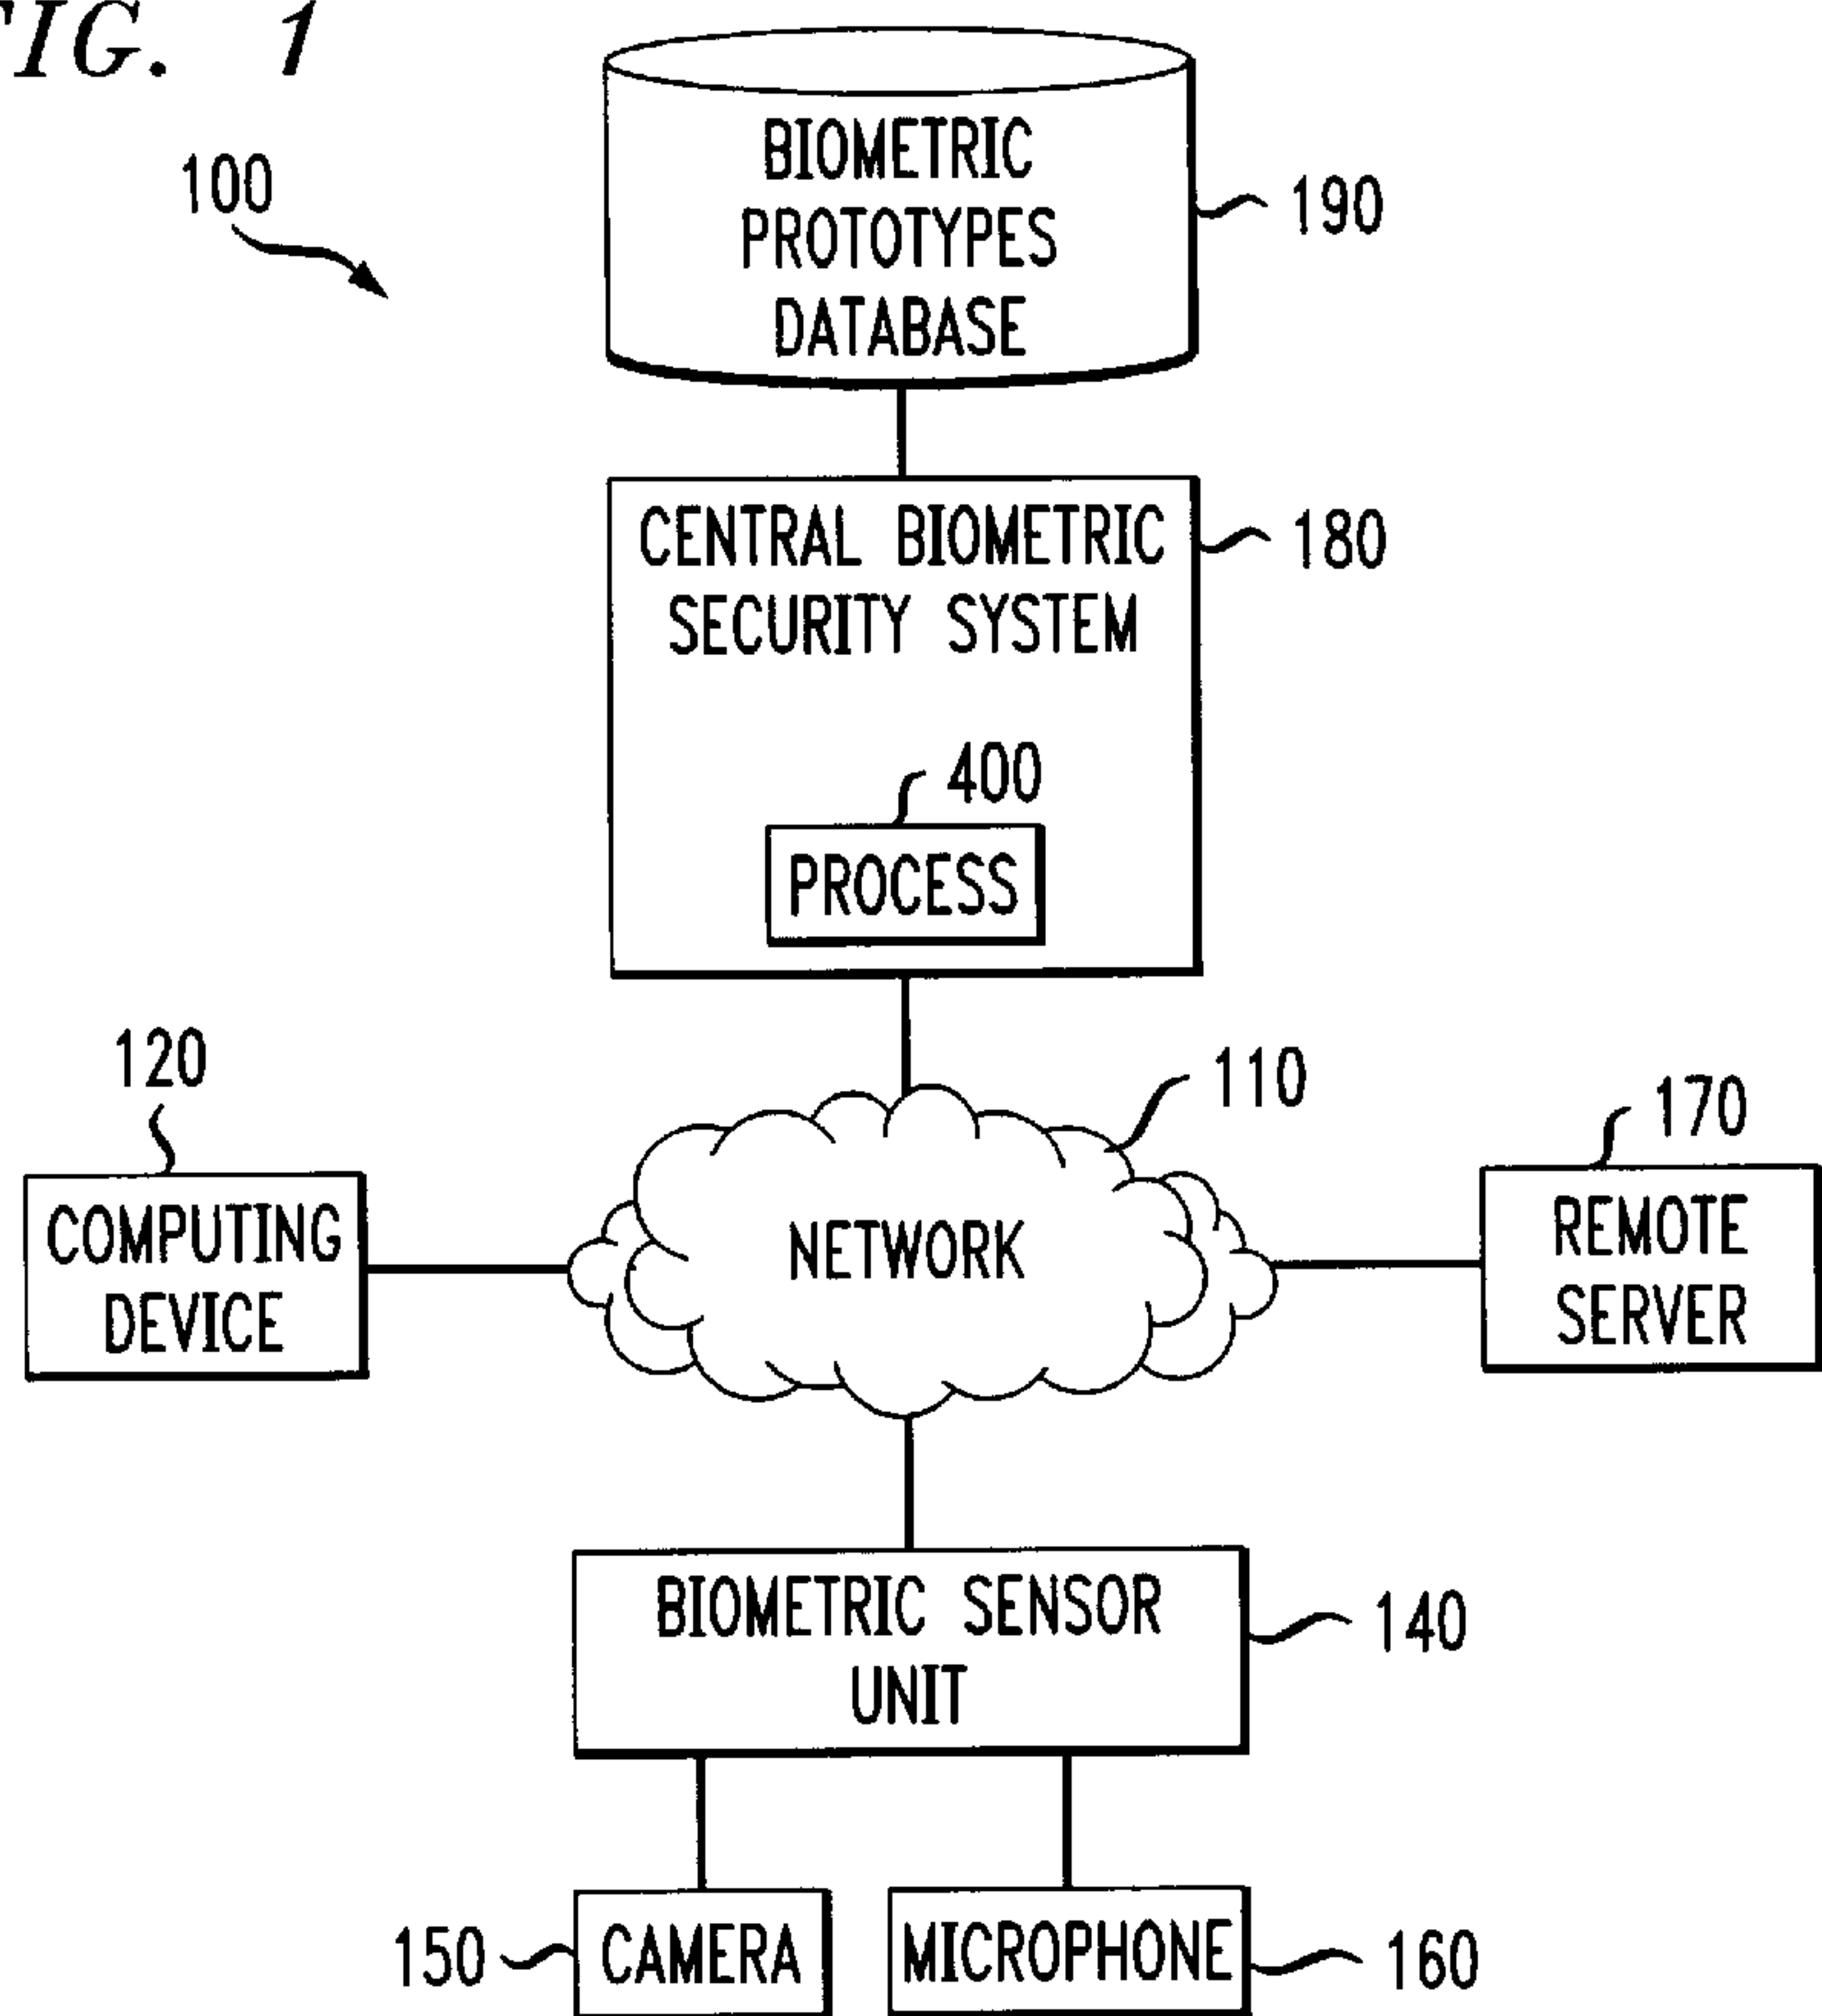 FIG. 1
100
BIOMETRIC
PROTOTYPES
DATABASE
190
CENTRAL BIOMETRIC
SECURITY SYSTEM
180
400
PROCESS
120
COMPUTING
DEVICE
110
NETWORK
170
REMOTE
SERVER
BIOMETRIC SENSOR
UNIT
140
150
CAMERA
MICROPHONE
160